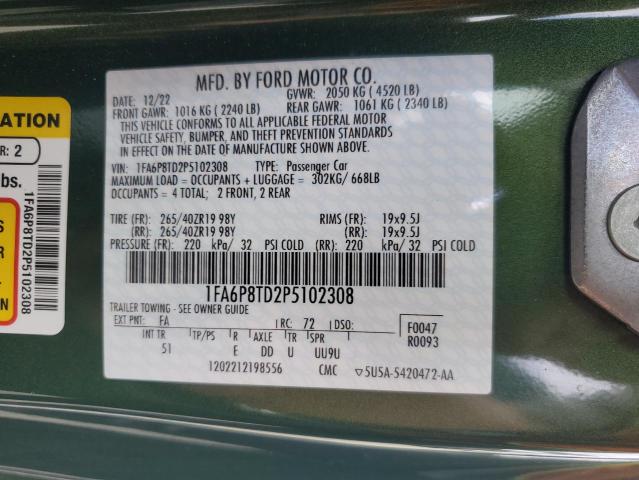 MFD. BY FORD MOTOR CO.
DATE: 12/22 GVWR: 2050 KG ( 4520 LB)
FRONT GAWR: 1016 KG ( 2240 LB) REAR GAWR: 1061 KG ( 2340 LB)
THIS VEHICLE CONFORMS TO ALL APPLICABLE FEDERAL MOTOR
VEHICLE SAFETY, BUMPER, AND THEFT PREVENTION STANDARDS
IN EFFECT ON THE DATE OF MANUFACTURE SHOWN ABOVE.
VIN: 1FA6P8TD2P5102308 TYPE: Passenger Car
MAXIMUM LOAD = OCCUPANTS + LUGGAGE = 302KG/ 668LB
OCCUPANTS = 4 TOTAL; 2 FRONT, 2 REAR
TIRE (FR): 265/40ZR19 98Y RIMS (FR): 19x9.5J
(RR): 265/40ZR19 98Y (RR): 19x9.5J
PRESSURE (FR): 220 kPa/ 32 PSI COLD (RR): 220 kPa/ 32 PSI COLD
1FA6P8TD2P5102308
TRAILER TOWING - SEE OWNER GUIDE
EXT PNT: FA RC: 72 DSO: F0047
INT TR TP/PS R AXLE TR SPR R0093
51 E DD U UU9U
1202212198556 CMC ▽5U5A-5420472-AA
ATION
R: 2
lbs.
S
R
1FA6P8TD2P5102308